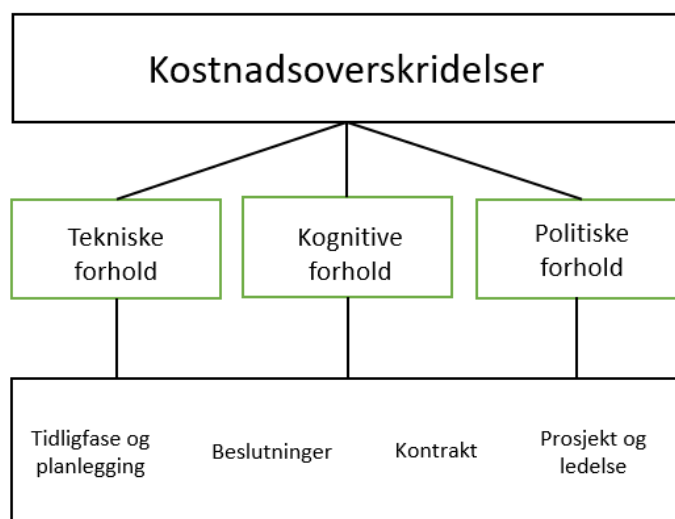 Kostnadsoverskridelser
Tekniske
forhold
Kognitive
forhold
Politiske
forhold
Tidligfase og
planlegging
Beslutninger
Kontrakt
Prosjekt og
ledelse